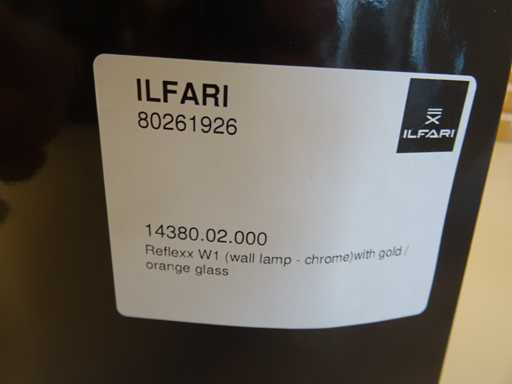 ILFARI
80261926
ILFARI
14380.02.000
Reflexx W1 (wall lamp - chrome)with gold /
orange glass